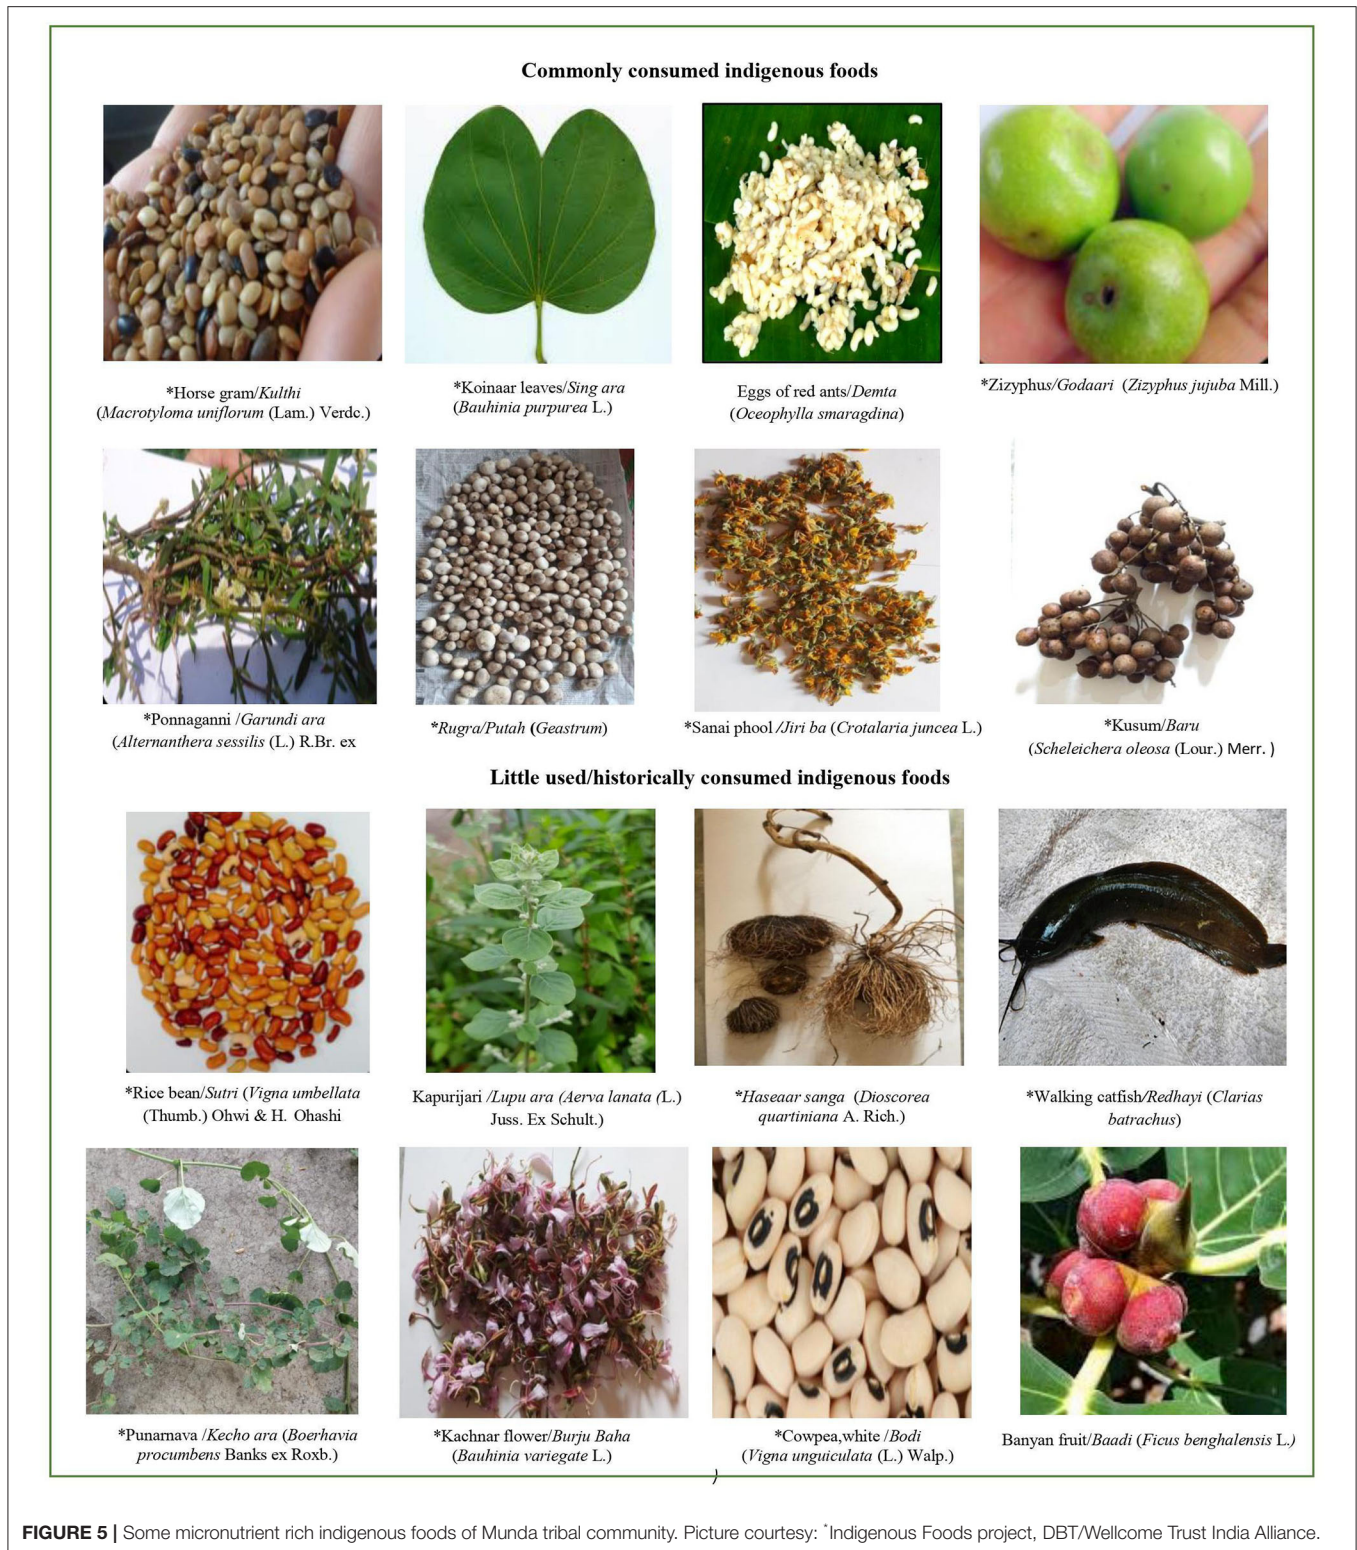 Commonly consumed indigenous foods
*Horse gram/Kulthi
(Macrotyloma uniflorum (Lam.) Verdc.)
*Koinaar leaves/Sing ara
(Bauhinia purpurea L.)
Eggs of red ants/Demta
(Oceophylla smaragdina)
*Zizyphus/Godaari (Zizyphus jujuba Mill.)
*Ponnaganni /Garundi ara
(Alternanthera sessilis (L.) R.Br. ex
*Rugra/Putah (Geastrum)
*Sanai phool /Jiri ba (Crotalaria juncea L.)
*Kusum/Baru
(Scheleichera oleosa (Lour.) Merr. )
Little used/historically consumed indigenous foods
*Rice bean/Sutri (Vigna umbellata
(Thumb.) Ohwi & H. Ohashi
Kapurijari /Lupu ara (Aerva lanata (L.)
Juss. Ex Schult.)
*Haseaar sanga (Dioscorea
quartiniana A. Rich.)
*Walking catfish/Redhayi (Clarias
batrachus)
*Punarnava /Kecho ara (Boerhavia
procumbens Banks ex Roxb.)
*Kachnar flower/Burju Baha
(Bauhinia variegate L.)
*Cowpea,white /Bodi
(Vigna unguiculata (L.) Walp.)
Banyan fruit/Baadi (Ficus benghalensis L.)
)
FIGURE 5 | Some micronutrient rich indigenous foods of Munda tribal community. Picture courtesy: *Indigenous Foods project, DBT/Wellcome Trust India Alliance.